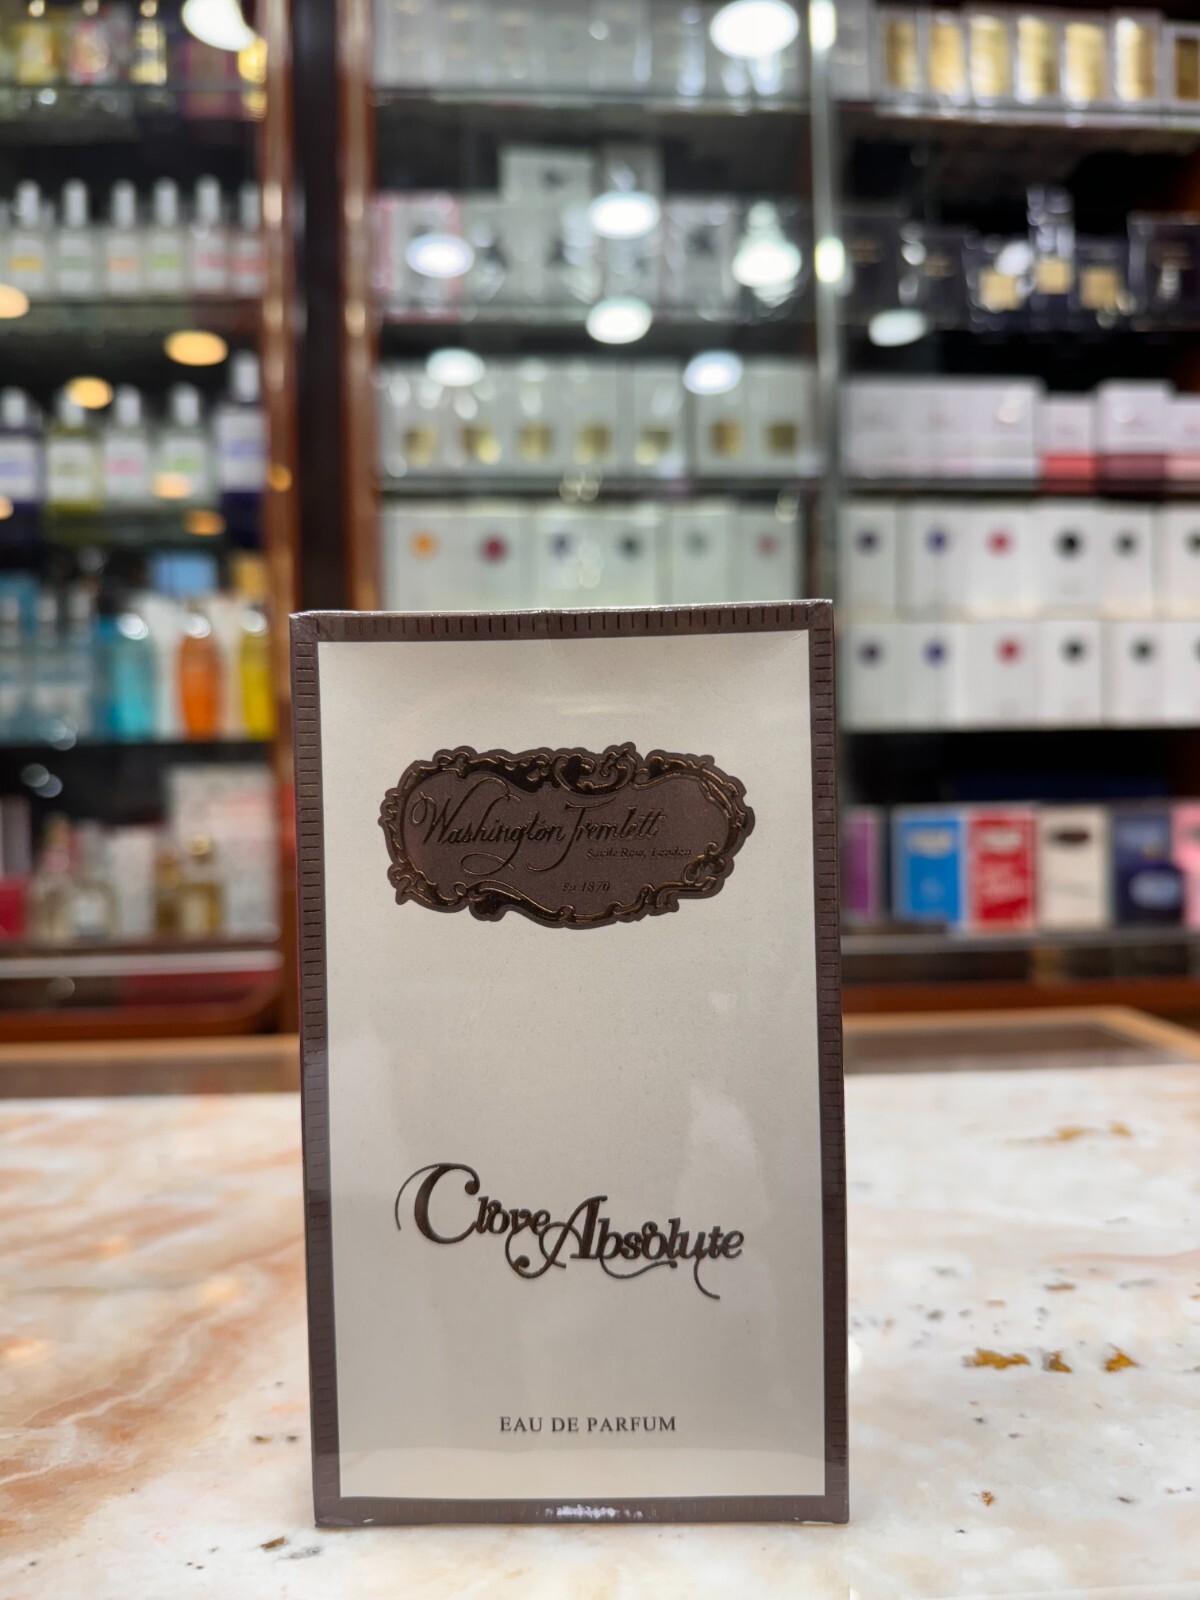 Washington Tremlett
Savile Row, London
Est 1870
Clove Absolute
EAU DE PARFUM